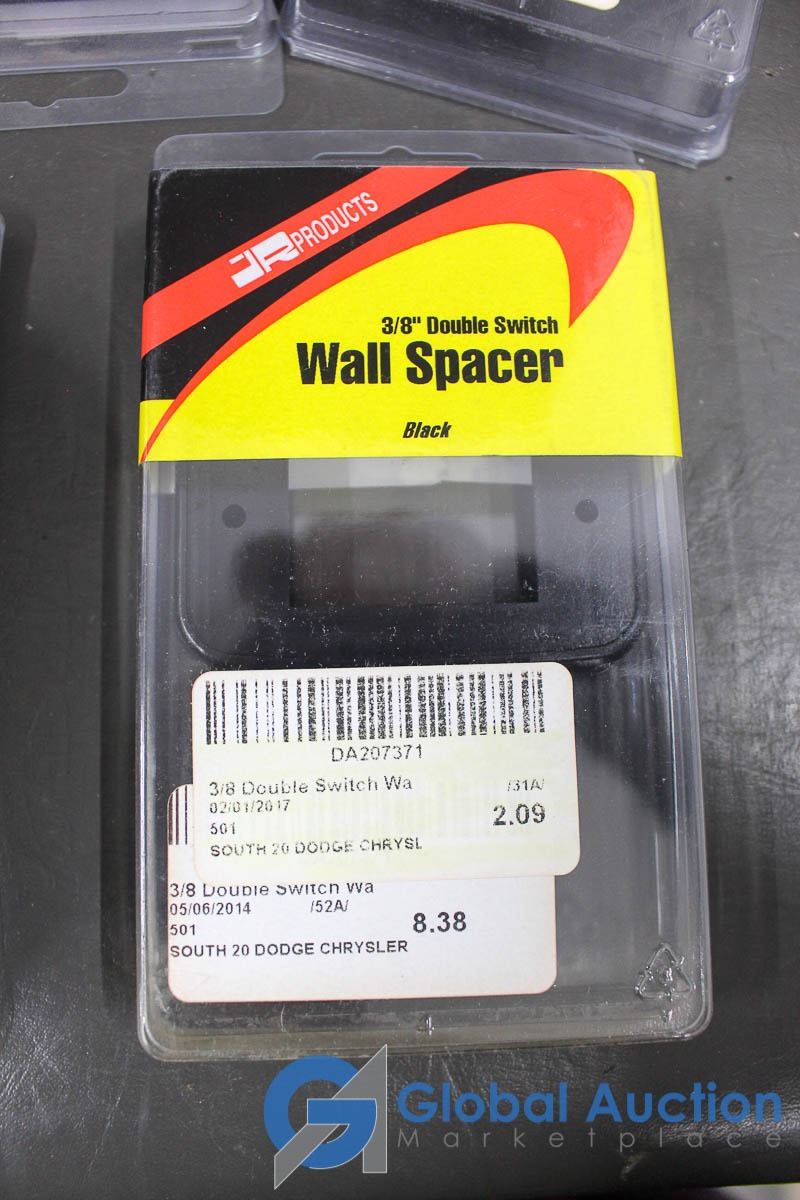 JR PRODUCTS
3/8" Double Switch
Wall Spacer
Black
DA207371
3/8 Double Switch Wa /31A/
02/01/2017
2.09
501
SOUTH 20 DODGE CHRYSL
3/8 Double Switch Wa
05/06/2014 /52A/
8.38
501
SOUTH 20 DODGE CHRYSLER
4
GA Global Auction
Marketplace